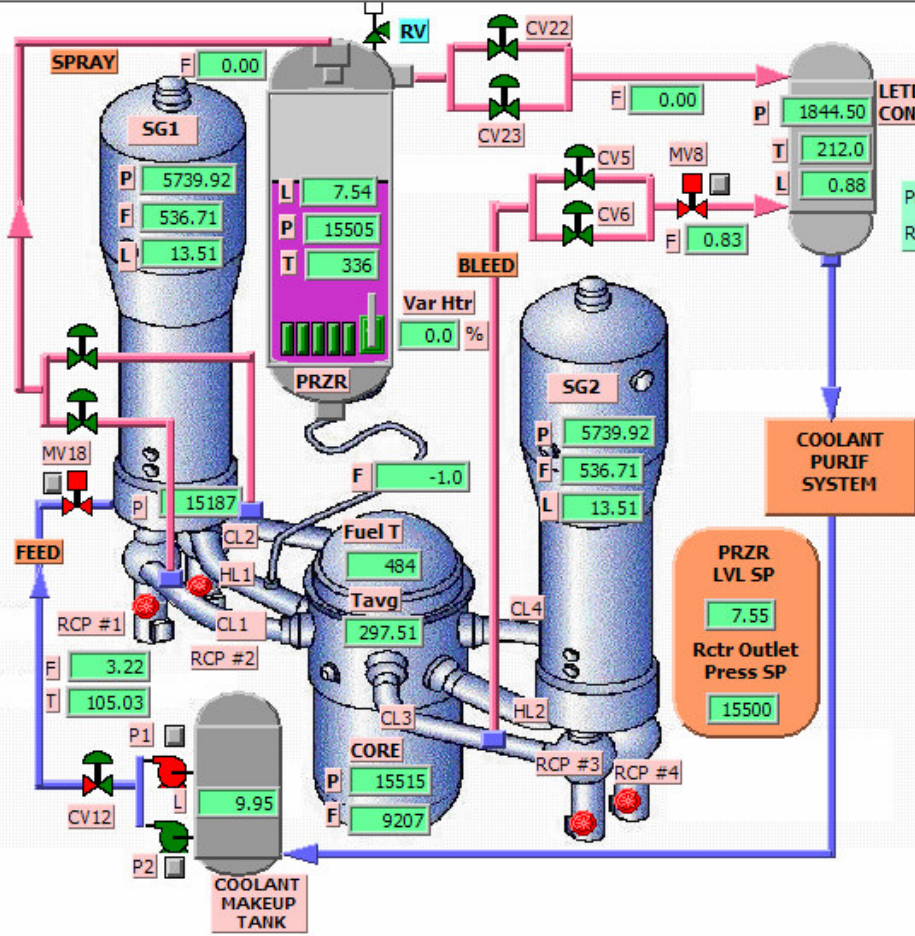 RV
CV22
SPRAY
F 0.00
F 0.00
CV23
P 1844.50
LET
CON
T 212.0
L 0.88
SG1
P 5739.92
F 536.71
L 13.51
L 7.54
P 15505
T 336
CV5
MV8
CV6
F 0.83
P
R
BLEED
Var Htr
0.0 %
PRZR
SG2
P 5739.92
F 536.71
L 13.51
COOLANT
PURIF
SYSTEM
MV18
P 15187
F -1.0
FEED
CL2
Fuel T
484
HL1
Tavg
297.51
CL1
CL4
RCP #1
RCP #2
PRZR
LVL SP
7.55
Rctr Outlet
Press SP
15500
F 3.22
T 105.03
CL3
HL2
P1
CORE
P 15515
F 9207
RCP #3
RCP #4
CV12
L 9.95
P2
COOLANT
MAKEUP
TANK